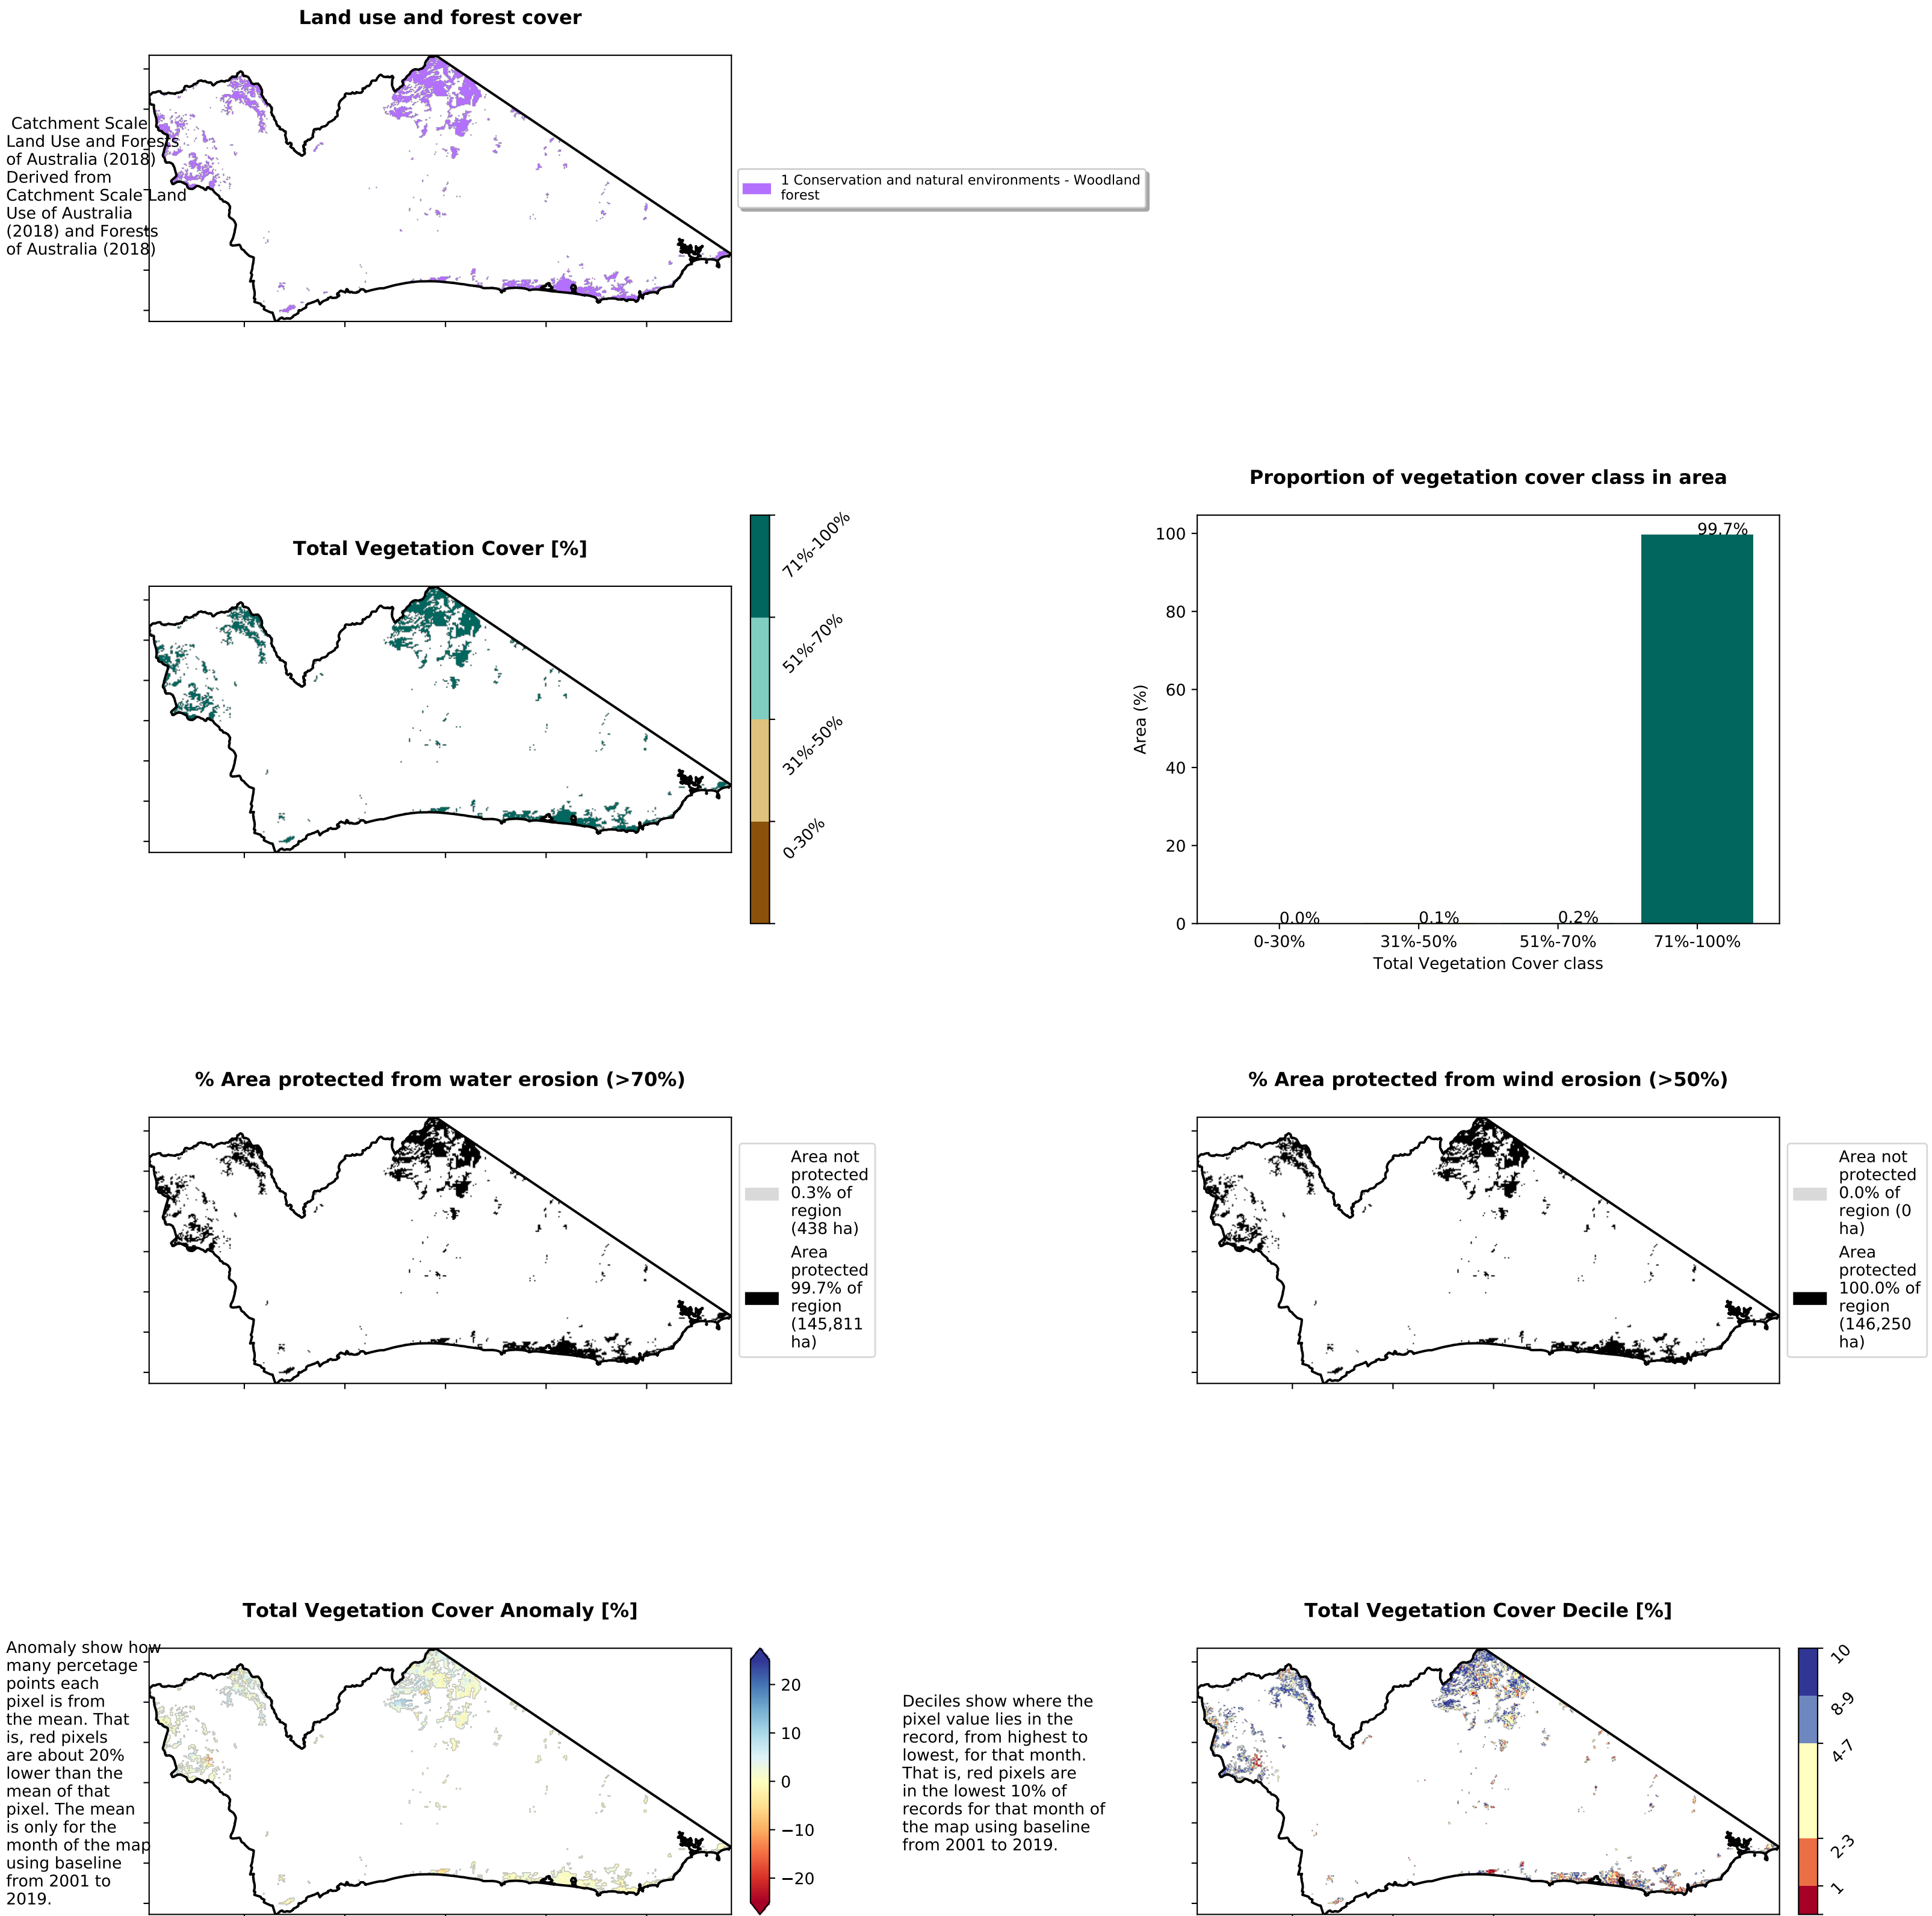 Land use and forest cover
Catchment Scale
Land Use and Forests
of Australia (2018)
Derived from
Catchment Scale Land
Use of Australia
(2018) and Forests
of Australia (2018)
1 Conservation and natural environments - Woodland
forest
Total Vegetation Cover [%]
71%-100%
51%-70%
31%-50%
0-30%
Proportion of vegetation cover class in area
Area (%)
100
80
60
40
20
0
0.0%
0.1%
0.2%
99.7%
0-30%
31%-50%
51%-70%
71%-100%
Total Vegetation Cover class
% Area protected from water erosion (>70%)
Area not
protected
0.3% of
region
(438 ha)
Area
protected
99.7% of
region
(145,811
ha)
% Area protected from wind erosion (>50%)
Area not
protected
0.0% of
region (0
ha)
Area
protected
100.0% of
region
(146,250
ha)
Total Vegetation Cover Anomaly [%]
Anomaly show how
many percetage
points each
pixel is from
the mean. That
is, red pixels
are about 20%
lower than the
mean of that
pixel. The mean
is only for the
month of the map
using baseline
from 2001 to
2019.
20
10
0
−10
−20
Total Vegetation Cover Decile [%]
Deciles show where the
pixel value lies in the
record, from highest to
lowest, for that month.
That is, red pixels are
in the lowest 10% of
records for that month of
the map using baseline
from 2001 to 2019.
10
8-9
4-7
2-3
1